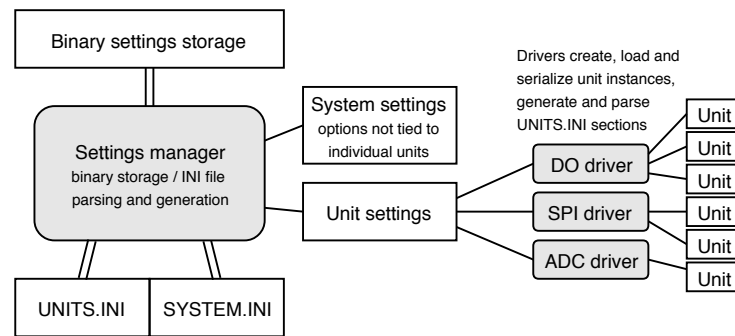 Binary settings storage
Settings manager
binary storage / INI file
parsing and generation
UNITS.INI
SYSTEM.INI
System settings
options not tied to
individual units
Unit settings
Drivers create, load and
serialize unit instances,
generate and parse
UNITS.INI sections
DO driver
SPI driver
ADC driver
Unit
Unit
Unit
Unit
Unit
Unit